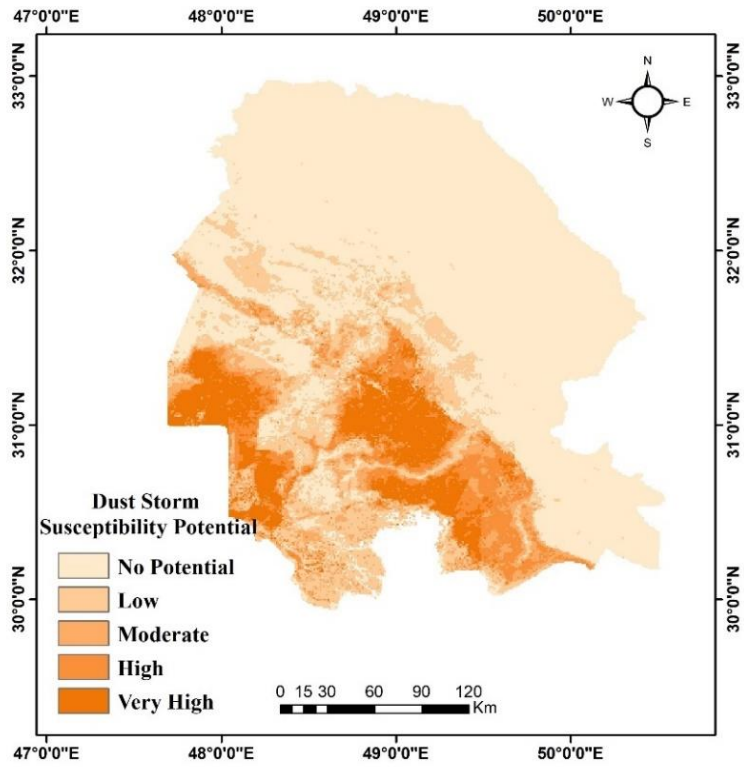 47°0'0"E 48°0'0"E 49°0'0"E 50°0'0"E
33°0'0"N 33°0'0"N
N
W E
S
32°0'0"N 32°0'0"N
31°0'0"N 31°0'0"N
Dust Storm
Susceptibility Potential
No Potential
Low
30°0'0"N 30°0'0"N
Moderate
High
Very High
0 15 30 60 90 120
Km
47°0'0"E 48°0'0"E 49°0'0"E 50°0'0"E